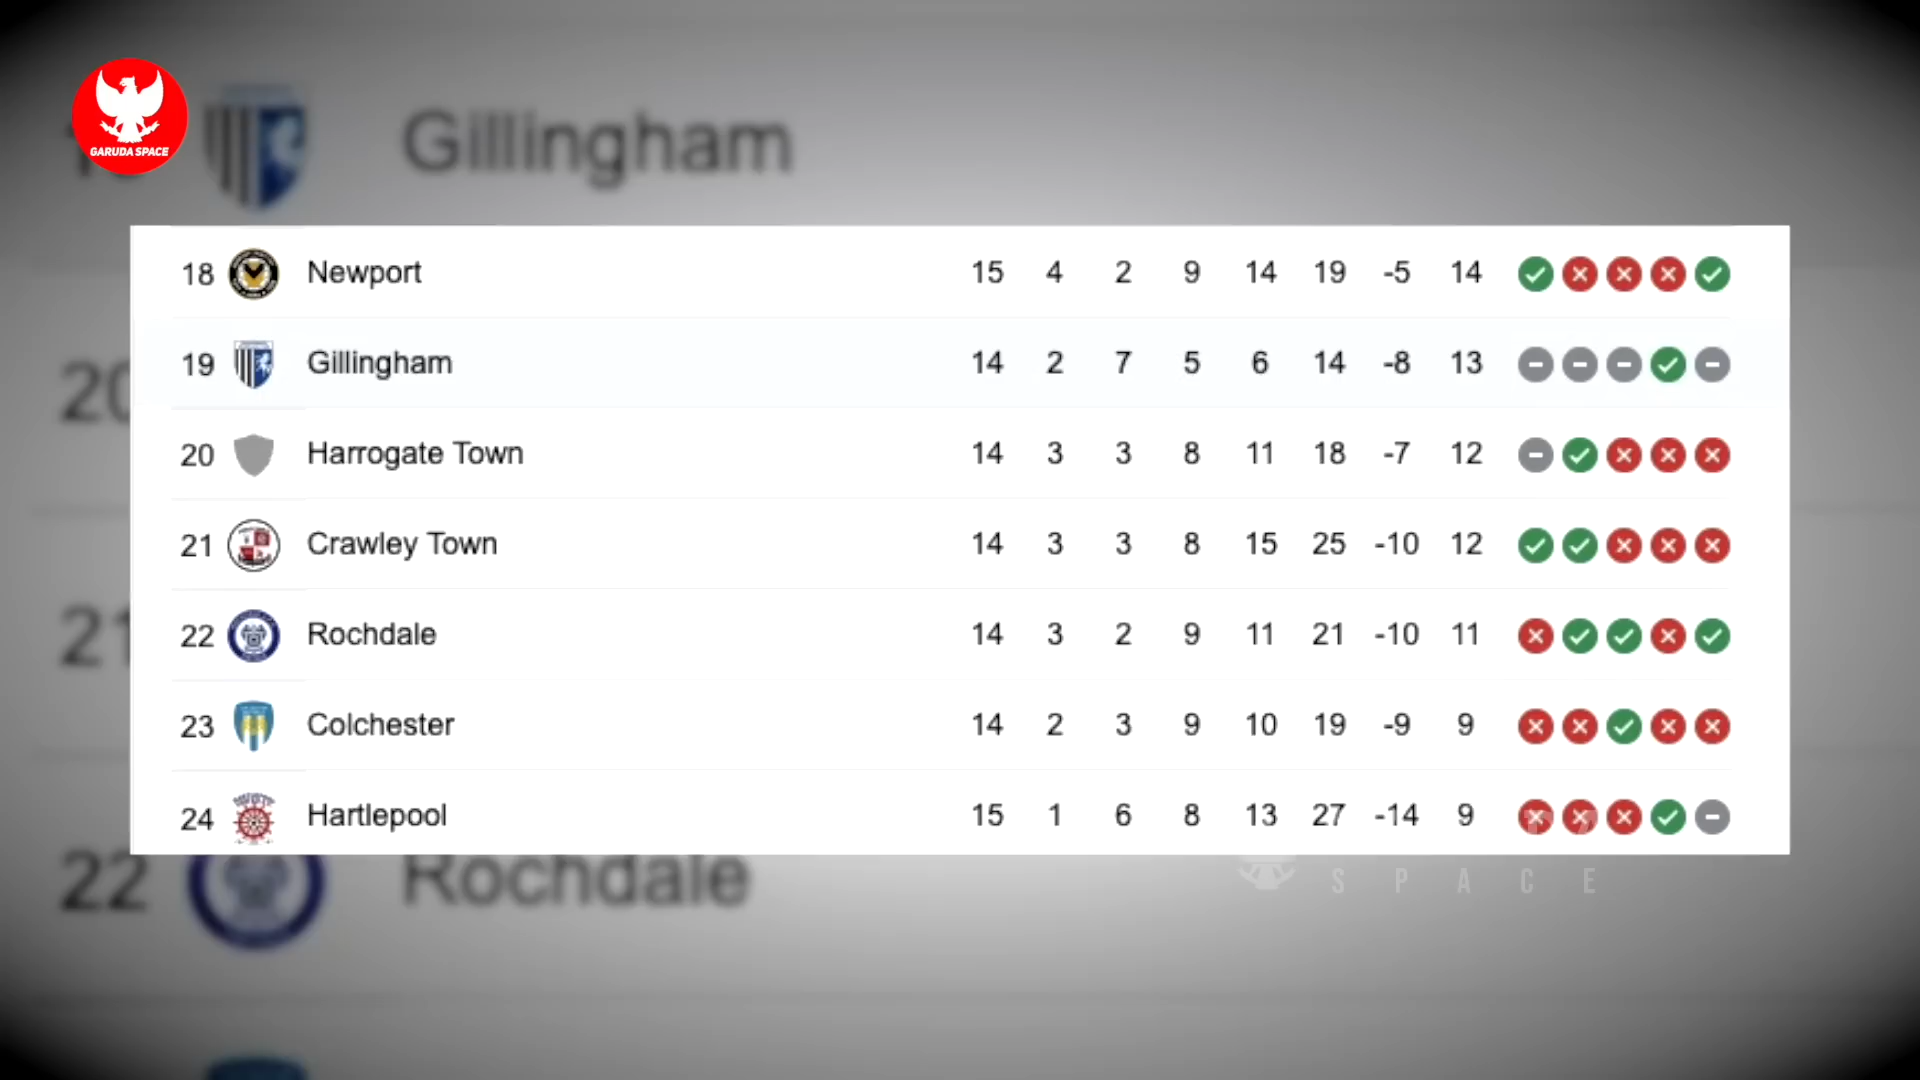 GARUDA SPACE
Gillingham
18 Newport 15 4 2 9 14 19 -5 14
19 Gillingham 14 2 7 5 6 14 -8 13
20
20 Harrogate Town 14 3 3 8 11 18 -7 12
21 Crawley Town 14 3 3 8 15 25 -10 12
21
22 Rochdale 14 3 2 9 11 21 -10 11
23 Colchester 14 2 3 9 10 19 -9 9
24 Hartlepool 15 1 6 8 13 27 -14 9
22 Rochdale
SPACE